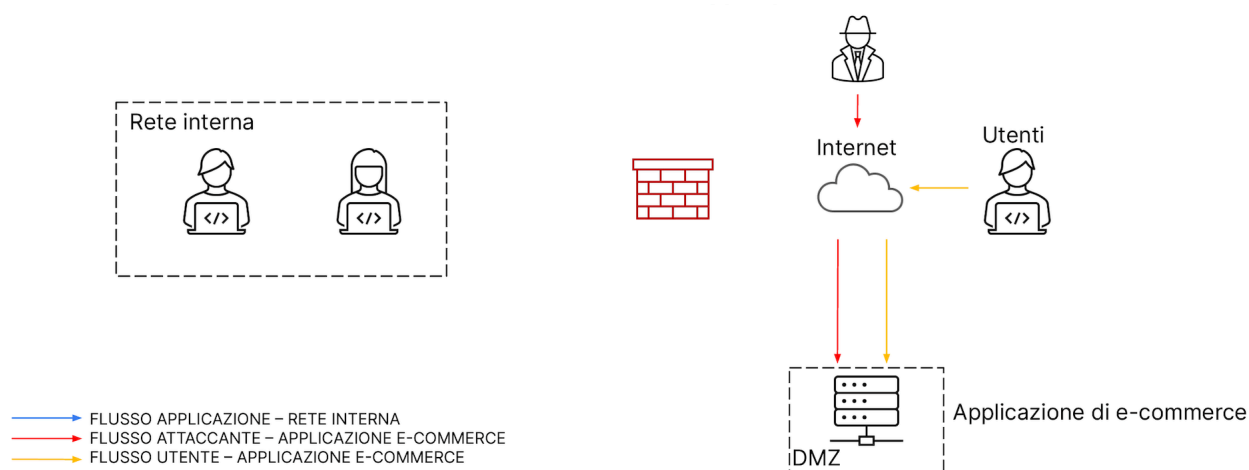 Rete interna
</>
</>
Internet
Utenti
</>
Applicazione di e-commerce
DMZ
FLUSSO APPLICAZIONE – RETE INTERNA
FLUSSO ATTACCANTE – APPLICAZIONE E-COMMERCE
FLUSSO UTENTE – APPLICAZIONE E-COMMERCE